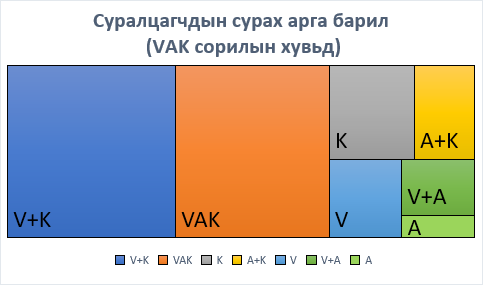 Суралцагчдын сурах арга барил
(VAK сорилын хувьд)
V+K
VAK
K
A+K
V
V+A
A
V+K VAK K A+K V V+A A